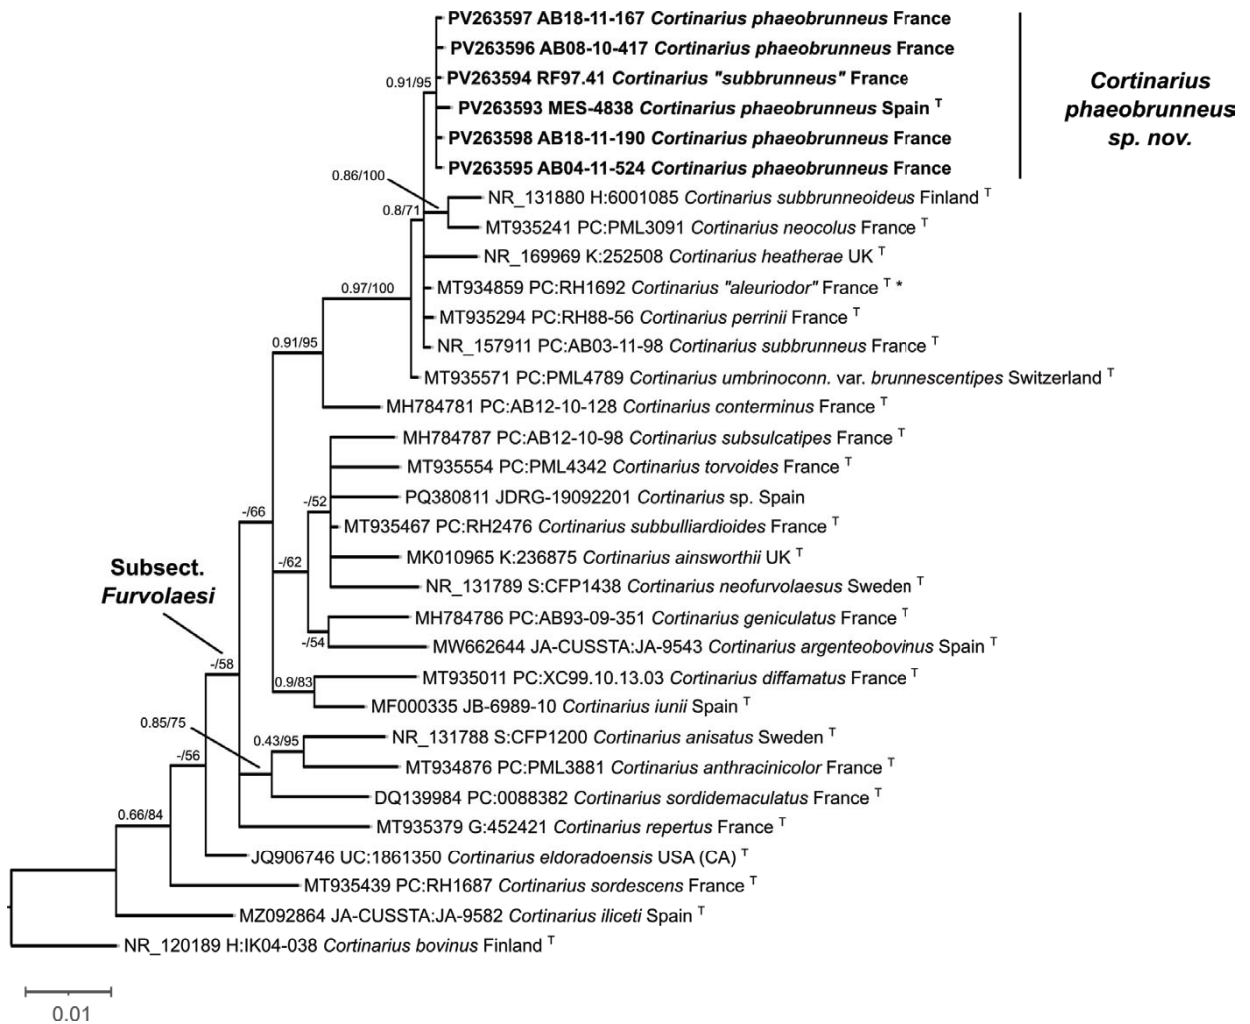 PV263597 AB18-11-167 Cortinarius phaeobrunneus France
PV263596 AB08-10-417 Cortinarius phaeobrunneus France
0.91/95
PV263594 RF97.41 Cortinarius "subbrunneus" France
PV263593 MES-4838 Cortinarius phaeobrunneus Spain T
PV263598 AB18-11-190 Cortinarius phaeobrunneus France
PV263595 AB04-11-524 Cortinarius phaeobrunneus France
Cortinarius
phaeobrunneus
sp. nov.
0.86/100
NR_131880 H:6001085 Cortinarius subbrunneoideus Finland T
0.8/71
MT935241 PC:PML3091 Cortinarius neocolus France T
NR_169969 K:252508 Cortinarius heatherae UK T
0.97/100
MT934859 PC:RH1692 Cortinarius "aleuriodor" France T *
MT935294 PC:RH88-56 Cortinarius perrinii France T
0.91/95
NR_157911 PC:AB03-11-98 Cortinarius subbrunneus France T
MT935571 PC:PML4789 Cortinarius umbrinoconn. var. brunnescentipes Switzerland T
MH784781 PC:AB12-10-128 Cortinarius conterminus France T
MH784787 PC:AB12-10-98 Cortinarius subsulcatipes France T
MT935554 PC:PML4342 Cortinarius torvoides France T
-/52
PQ380811 JDRG-19092201 Cortinarius sp. Spain
-/66
MT935467 PC:RH2476 Cortinarius subbulliardioides France T
-/62
MK010965 K:236875 Cortinarius ainsworthii UK T
NR_131789 S:CFP1438 Cortinarius neofurvolaesus Sweden T
Subsect.
Furvolaesi
MH784786 PC:AB93-09-351 Cortinarius geniculatus France T
-/54
MW662644 JA-CUSSTA:JA-9543 Cortinarius argenteobovinus Spain T
-/58
0.9/83
MT935011 PC:XC99.10.13.03 Cortinarius diffamatus France T
MF000335 JB-6989-10 Cortinarius iunii Spain T
0.85/75
0.43/95
NR_131788 S:CFP1200 Cortinarius anisatus Sweden T
-/56
MT934876 PC:PML3881 Cortinarius anthracinicolor France T
DQ139984 PC:0088382 Cortinarius sordidemaculatus France T
0.66/84
MT935379 G:452421 Cortinarius repertus France T
JQ906746 UC:1861350 Cortinarius eldoradoensis USA (CA) T
MT935439 PC:RH1687 Cortinarius sordescens France T
MZ092864 JA-CUSSTA:JA-9582 Cortinarius iliceti Spain T
NR_120189 H:IK04-038 Cortinarius bovinus Finland T
0.01